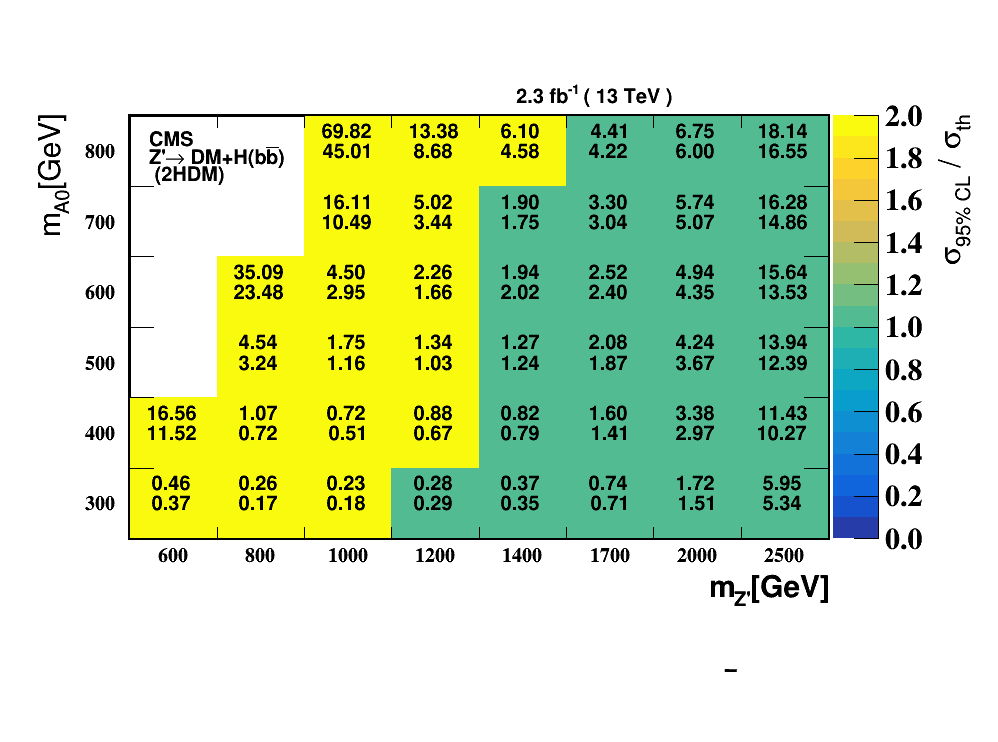 2.3 fb⁻¹ ( 13 TeV )
CMS
Z'→ DM+H(bb̅)
(2HDM)
m_A0[GeV]
800 69.82 13.38 6.10 4.41 6.75 18.14
45.01 8.68 4.58 4.22 6.00 16.55
700 16.11 5.02 1.90 3.30 5.74 16.28
10.49 3.44 1.75 3.04 5.07 14.86
600 35.09 4.50 2.26 1.94 2.52 4.94 15.64
23.48 2.95 1.66 2.02 2.40 4.35 13.53
500 4.54 1.75 1.34 1.27 2.08 4.24 13.94
3.24 1.16 1.03 1.24 1.87 3.67 12.39
400 16.56 1.07 0.72 0.88 0.82 1.60 3.38 11.43
11.52 0.72 0.51 0.67 0.79 1.41 2.97 10.27
300 0.46 0.26 0.23 0.28 0.37 0.74 1.72 5.95
0.37 0.17 0.18 0.29 0.35 0.71 1.51 5.34
600 800 1000 1200 1400 1700 2000 2500
m_Z'[GeV]
2.0
1.8
1.6
1.4
1.2
1.0
0.8
0.6
0.4
0.2
0.0
σ_95% CL / σ_th